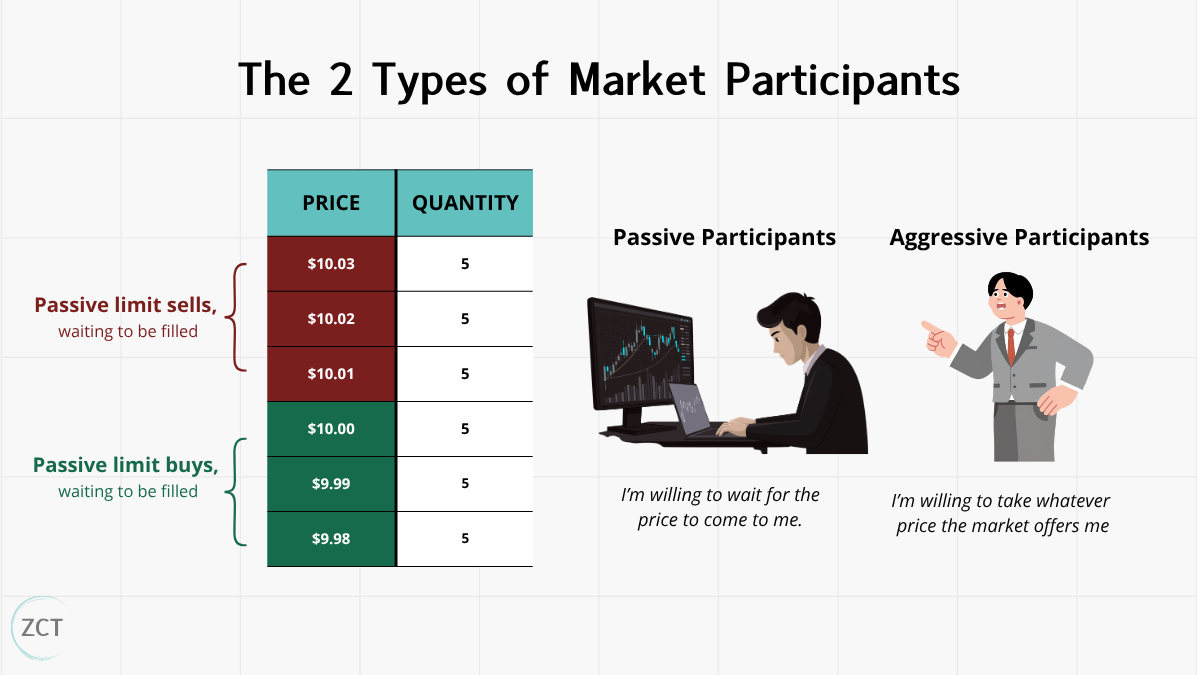 The 2 Types of Market Participants
PRICE QUANTITY
$10.03 5
$10.02 5
$10.01 5
$10.00 5
$9.99 5
$9.98 5
Passive limit sells,
waiting to be filled
Passive limit buys,
waiting to be filled
Passive Participants
I'm willing to wait for the
price to come to me.
Aggressive Participants
I'm willing to take whatever
price the market offers me
ZCT